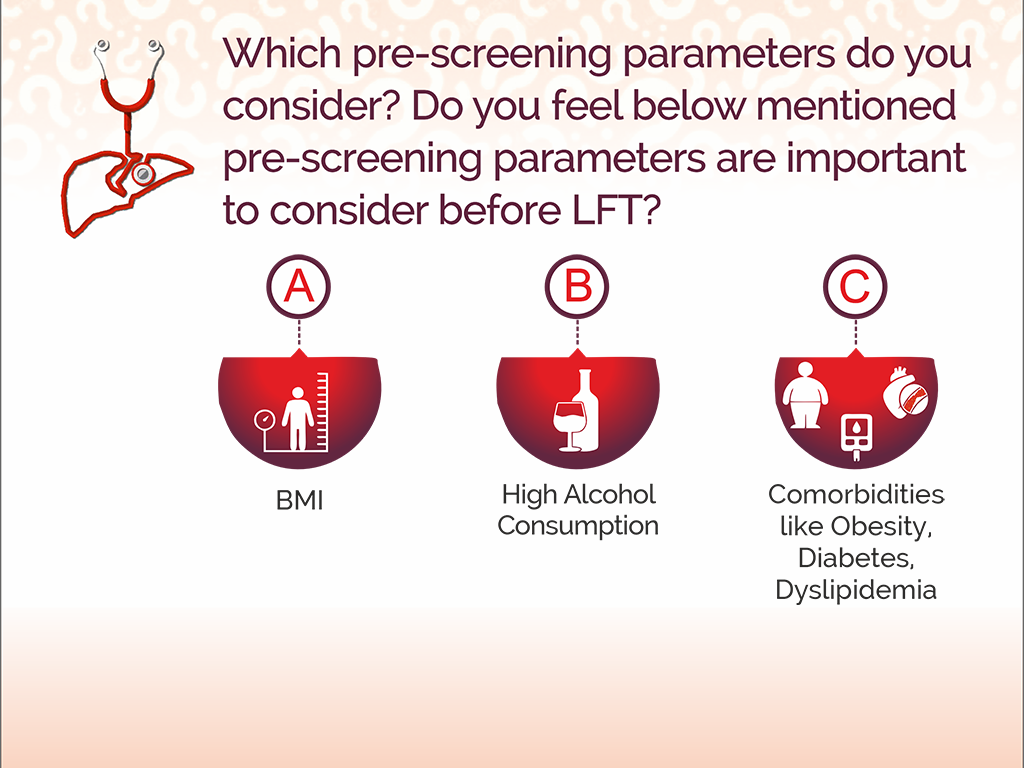 Which pre-screening parameters do you
consider? Do you feel below mentioned
pre-screening parameters are important
to consider before LFT?
A
B
C
BMI
High Alcohol
Consumption
Comorbidities
like Obesity,
Diabetes,
Dyslipidemia